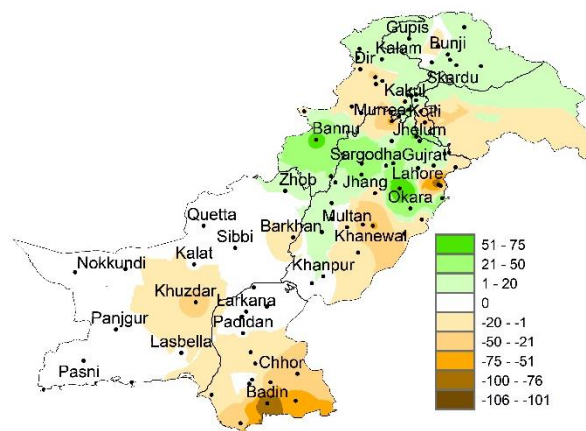 Gupis
Kalam
Bunji
Dir
Skardu
Kakul
Murree
Kotli
Bannu
Jhelum
Sargodha
Gujrat
Lahore
Zhob
Jhang
Okara
Quetta
Multan
Barkhan
Sibbi
Khanewal
Nokkundi
Kalat
Khanpur
Khuzdar
Larkana
Panjgur
Padidan
Lasbella
Chhor
Pasni
Badin
51 - 75
21 - 50
1 - 20
0
-20 - -1
-50 - -21
-75 - -51
-100 - -76
-106 - -101